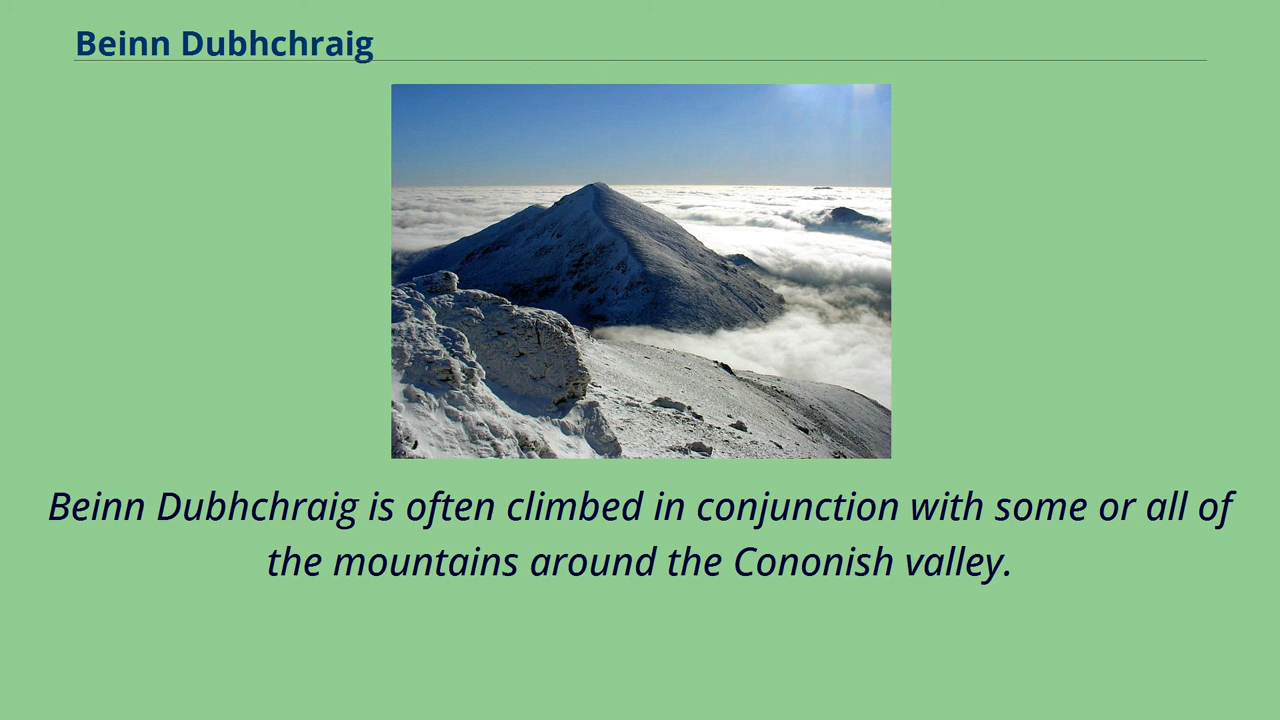 Beinn Dubhchraig
Beinn Dubhchraig is often climbed in conjunction with some or all of
the mountains around the Cononish valley.